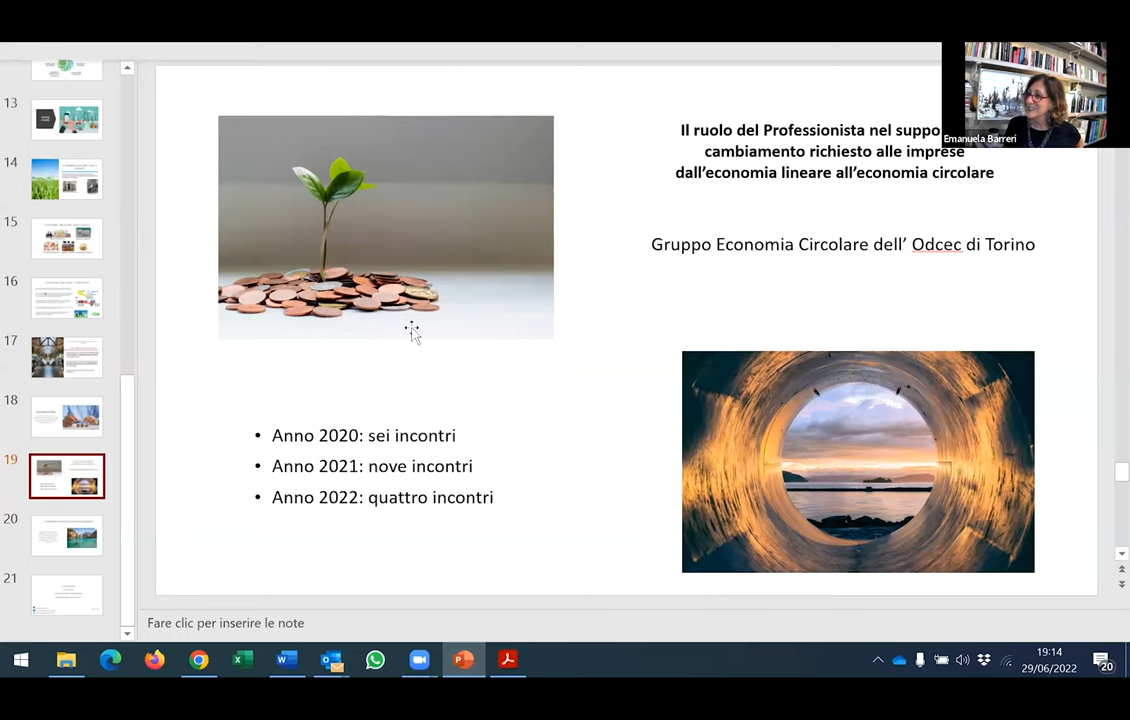 Emanuela Barreri
Il ruolo del Professionista nel suppo
cambiamento richiesto alle imprese
dall’economia lineare all’economia circolare
Gruppo Economia Circolare dell’ Odcec di Torino
• Anno 2020: sei incontri
• Anno 2021: nove incontri
• Anno 2022: quattro incontri
13
14
15
16
17
18
19
20
21
Fare clic per inserire le note
19:14
29/06/2022
20